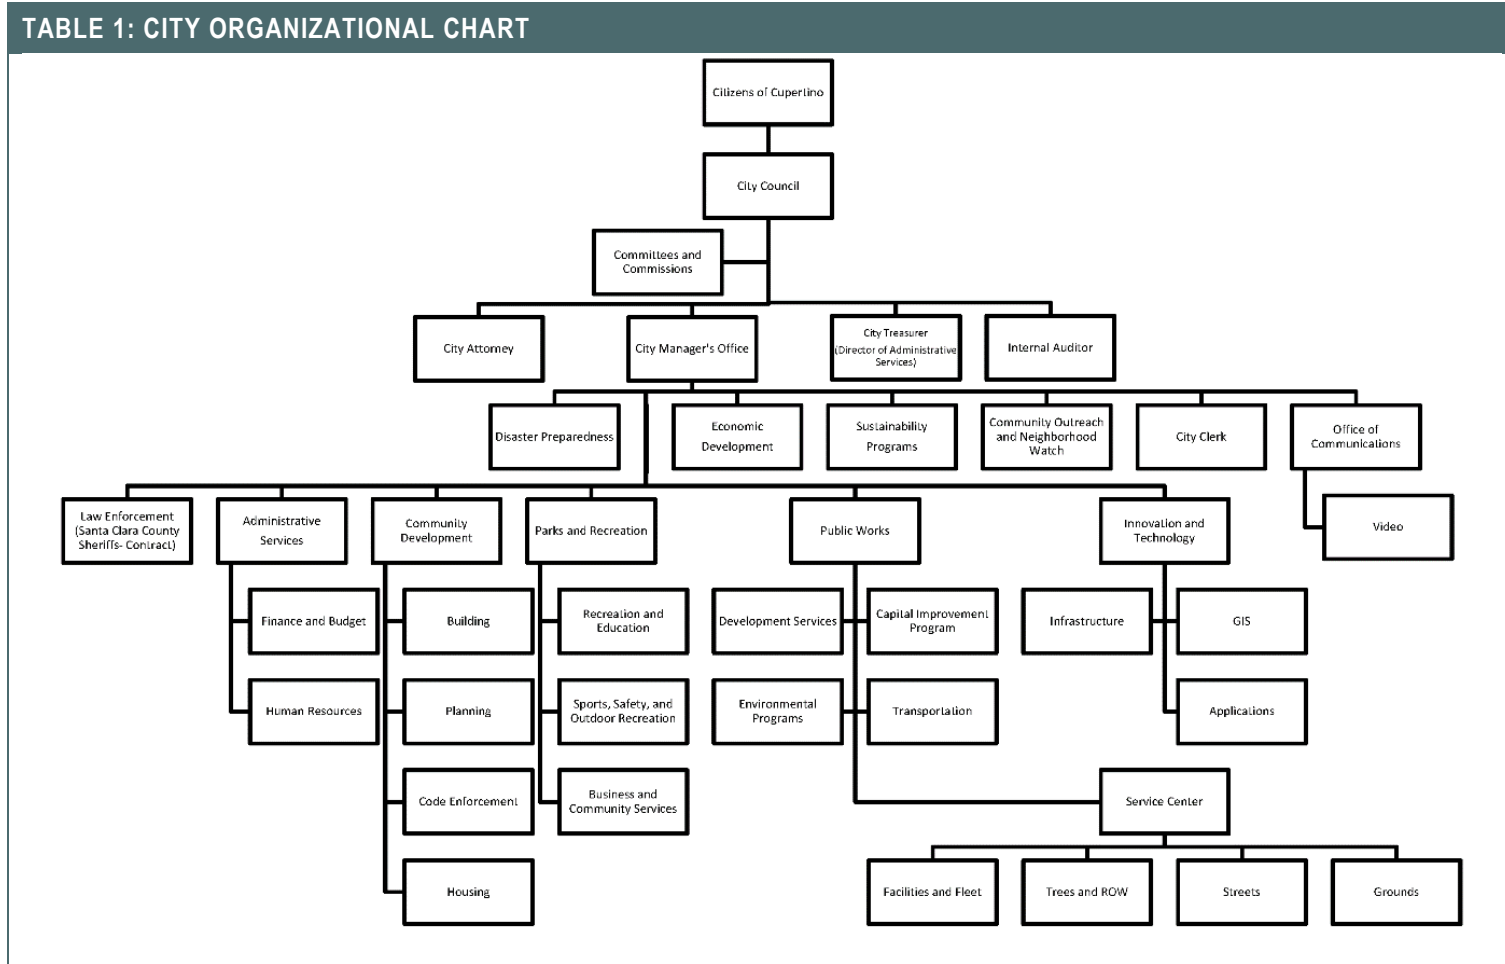 TABLE 1: CITY ORGANIZATIONAL CHART
Citizens of Cupertino
City Council
Committees and
Commissions
City Attorney
City Manager's Office
City Treasurer
(Director of Administrative
Services)
Internal Auditor
Disaster Preparedness
Economic
Development
Sustainability
Programs
Community Outreach
and Neighborhood
Watch
City Clerk
Office of
Communications
Video
Law Enforcement
(Santa Clara County
Sheriffs- Contract)
Administrative
Services
Community
Development
Parks and Recreation
Public Works
Innovation and
Technology
Finance and Budget
Building
Recreation and
Education
Development Services
Capital Improvement
Program
Infrastructure
GIS
Human Resources
Planning
Sports, Safety, and
Outdoor Recreation
Environmental
Programs
Transportation
Applications
Code Enforcement
Business and
Community Services
Service Center
Housing
Facilities and Fleet
Trees and ROW
Streets
Grounds